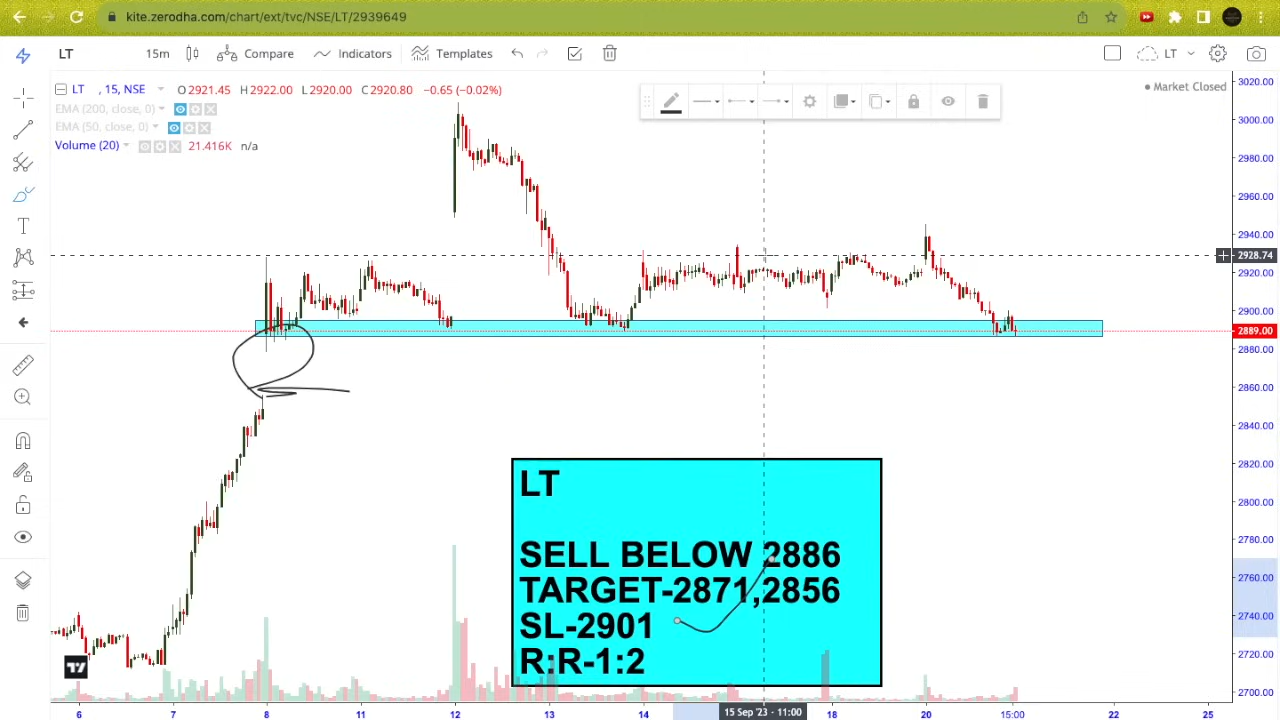 kite.zerodha.com/chart/ext/tvc/NSE/LT/2939649
LT 15m Compare Indicators Templates LT
LT , 15, NSE O2921.45 H2922.00 L2920.00 C2920.80 −0.65 (−0.02%)
Market Closed
EMA (200, close, 0)
EMA (50, close, 0)
Volume (20) 21.416K n/a
3020.00
3000.00
2980.00
2960.00
2940.00
2928.74
2920.00
2900.00
2889.00
2880.00
2860.00
2840.00
2820.00
2800.00
2780.00
2760.00
2740.00
2720.00
2700.00
LT
SELL BELOW 2886
TARGET-2871,2856
SL-2901
R:R-1:2
6 7 8 11 12 13 14 15 Sep '23 - 11:00 18 20 15:00 22 25